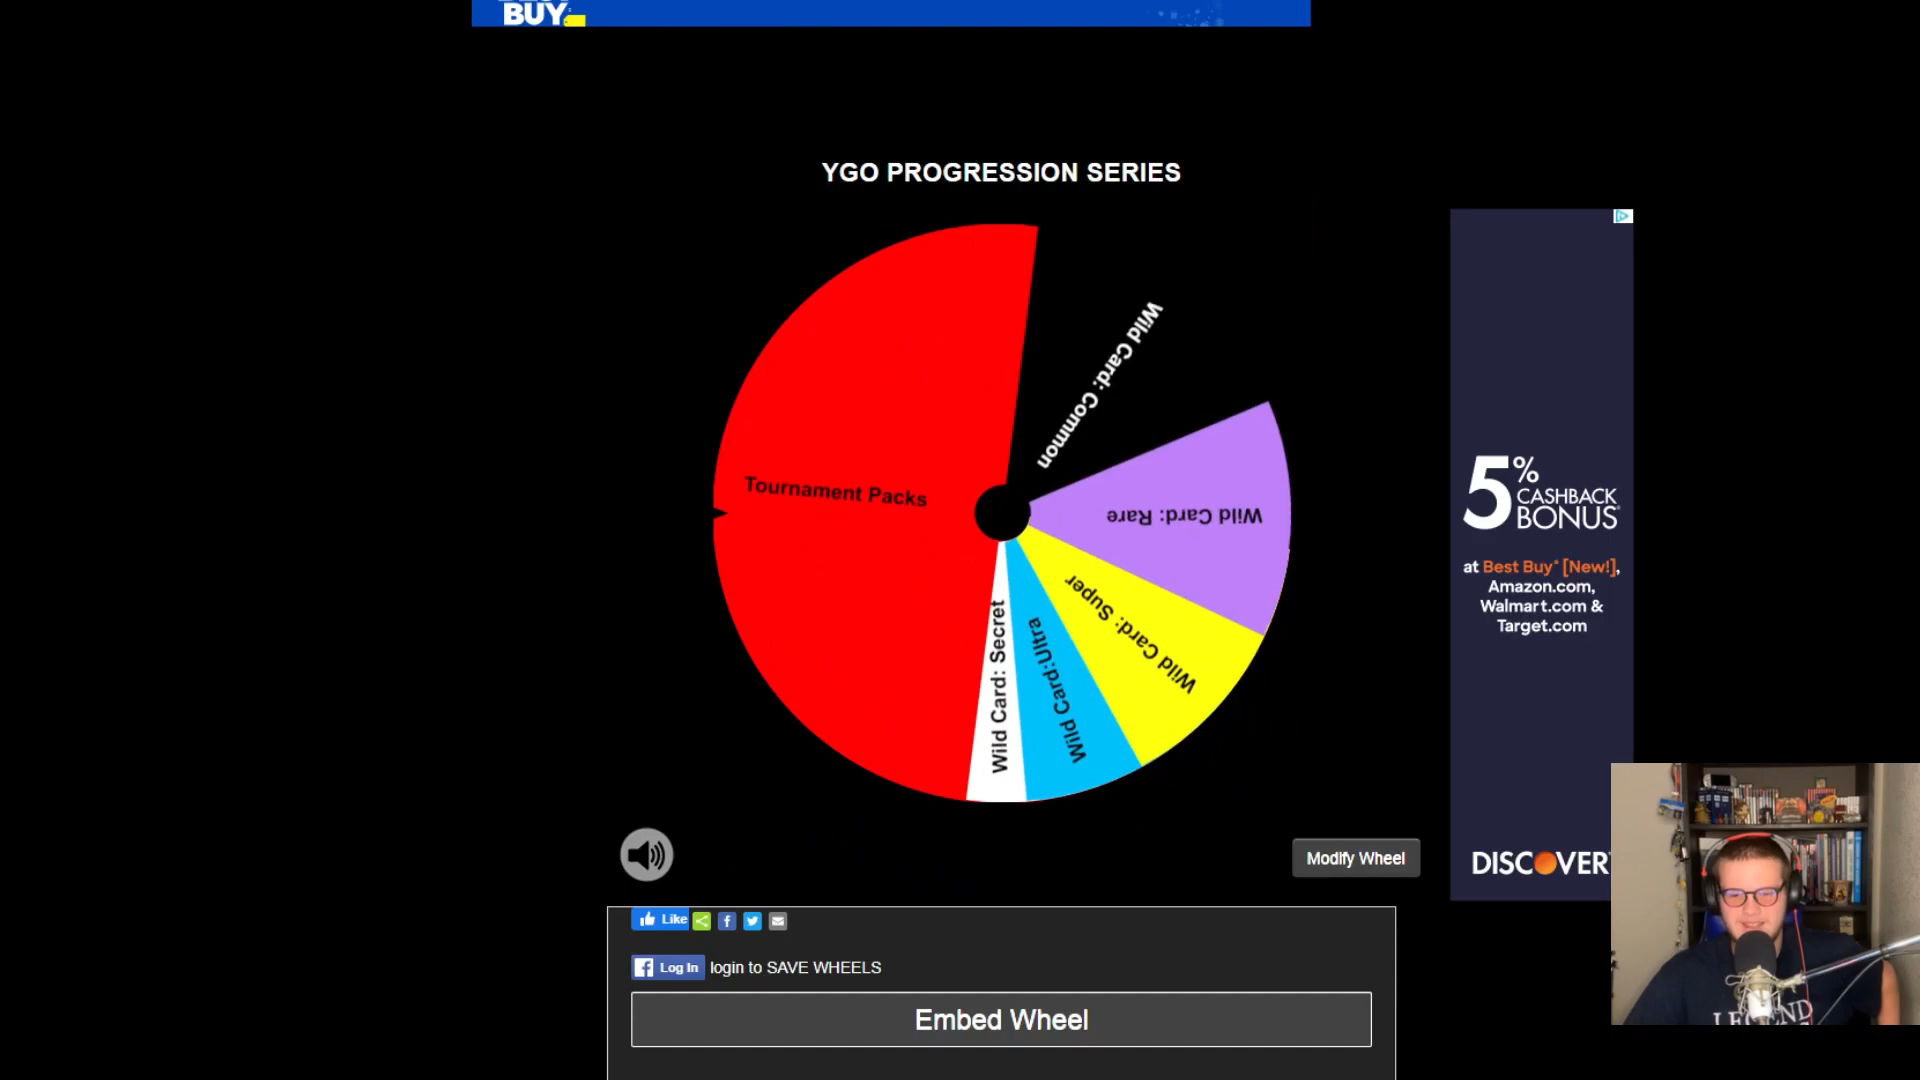 BUY
YGO PROGRESSION SERIES
Tournament Packs
Wild Card: Common
Wild Card: Rare
Wild Card: Super
Wild Card:Ultra
Wild Card: Secret
5% CASHBACK
BONUS
at Best Buy* [New!],
Amazon.com,
Walmart.com &
Target.com
DISCOVER
Modify Wheel
Like
Log In login to SAVE WHEELS
Embed Wheel
LEGEND